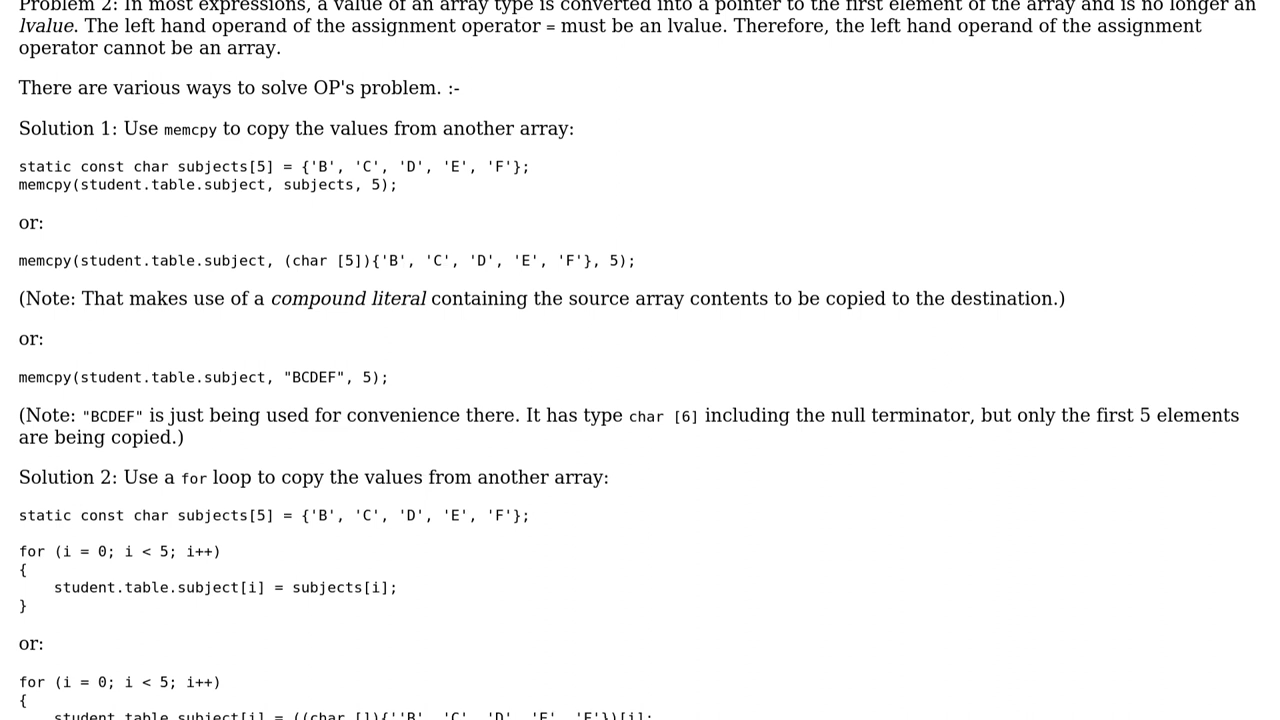 Problem 2: In most expressions, a value of an array type is converted into a pointer to the first element of the array and is no longer an
lvalue. The left hand operand of the assignment operator = must be an lvalue. Therefore, the left hand operand of the assignment
operator cannot be an array.
There are various ways to solve OP's problem. :-
Solution 1: Use memcpy to copy the values from another array:
static const char subjects[5] = {'B', 'C', 'D', 'E', 'F'};
memcpy(student.table.subject, subjects, 5);
or:
memcpy(student.table.subject, (char [5]){'B', 'C', 'D', 'E', 'F'}, 5);
(Note: That makes use of a compound literal containing the source array contents to be copied to the destination.)
or:
memcpy(student.table.subject, "BCDEF", 5);
(Note: "BCDEF" is just being used for convenience there. It has type char [6] including the null terminator, but only the first 5 elements
are being copied.)
Solution 2: Use a for loop to copy the values from another array:
static const char subjects[5] = {'B', 'C', 'D', 'E', 'F'};
for (i = 0; i < 5; i++)
{
    student.table.subject[i] = subjects[i];
}
or:
for (i = 0; i < 5; i++)
{
    student.table.subject[i] = ((char []){''B', 'C', 'D', 'E', 'F'})[i];